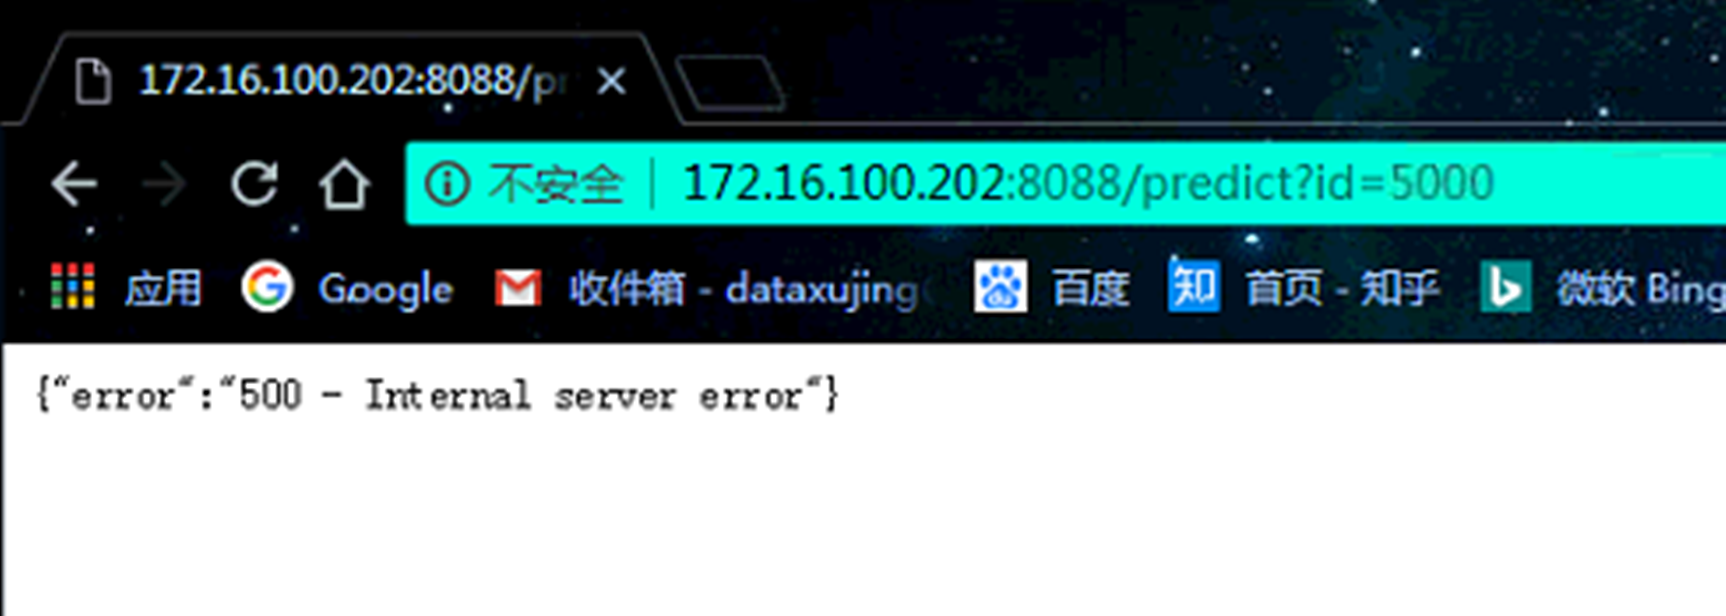 172.16.100.202:8088/pr
不安全 172.16.100.202:8088/predict?id=5000
应用 Google 收件箱 - dataxujing 百度 知 首页 - 知乎 微软 Bing
{"error":"500 - Internal server error"}